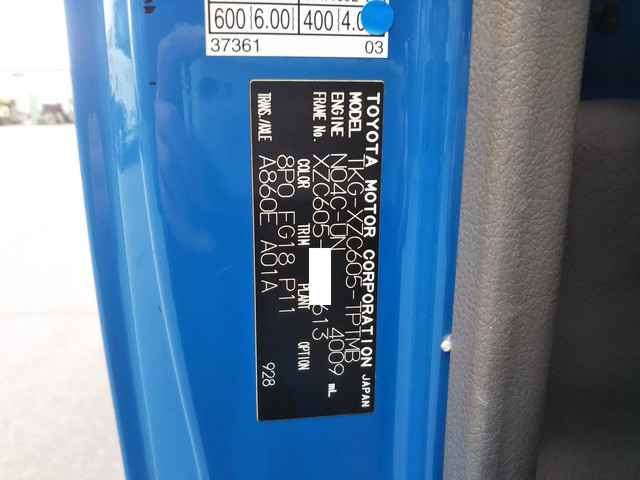 600{6.00} 400{4.0
37361 03
TOYOTA MOTOR CORPORATION JAPAN
MODEL TKG-XZC605-TPTMB
ENGINE N04C-UN 4009 mL
FRAME No. XZC605- 613
COLOR TRIM PLANT OPTION
8P0 FG18 P11
TRANS./AXLE A860E A01A
928